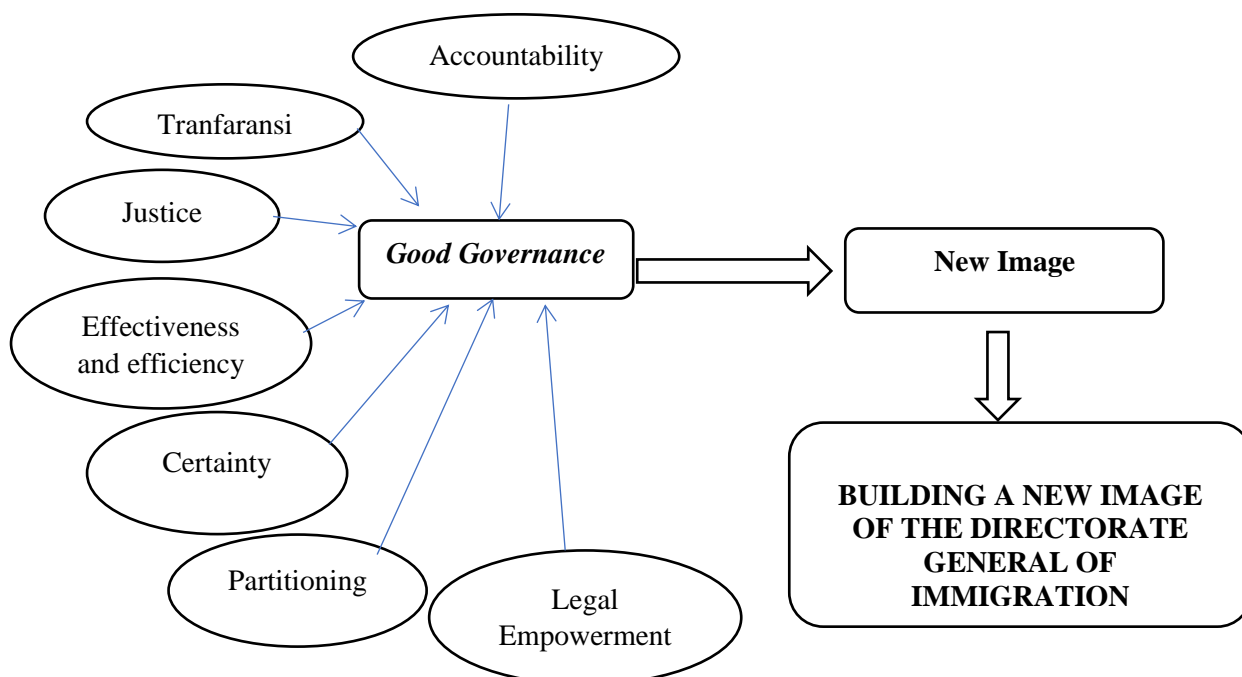 Accountability
Tranfaransi
Justice
Good Governance
New Image
Effectiveness
and efficiency
Certainty
Partitioning
Legal
Empowerment
BUILDING A NEW IMAGE
OF THE DIRECTORATE
GENERAL OF
IMMIGRATION